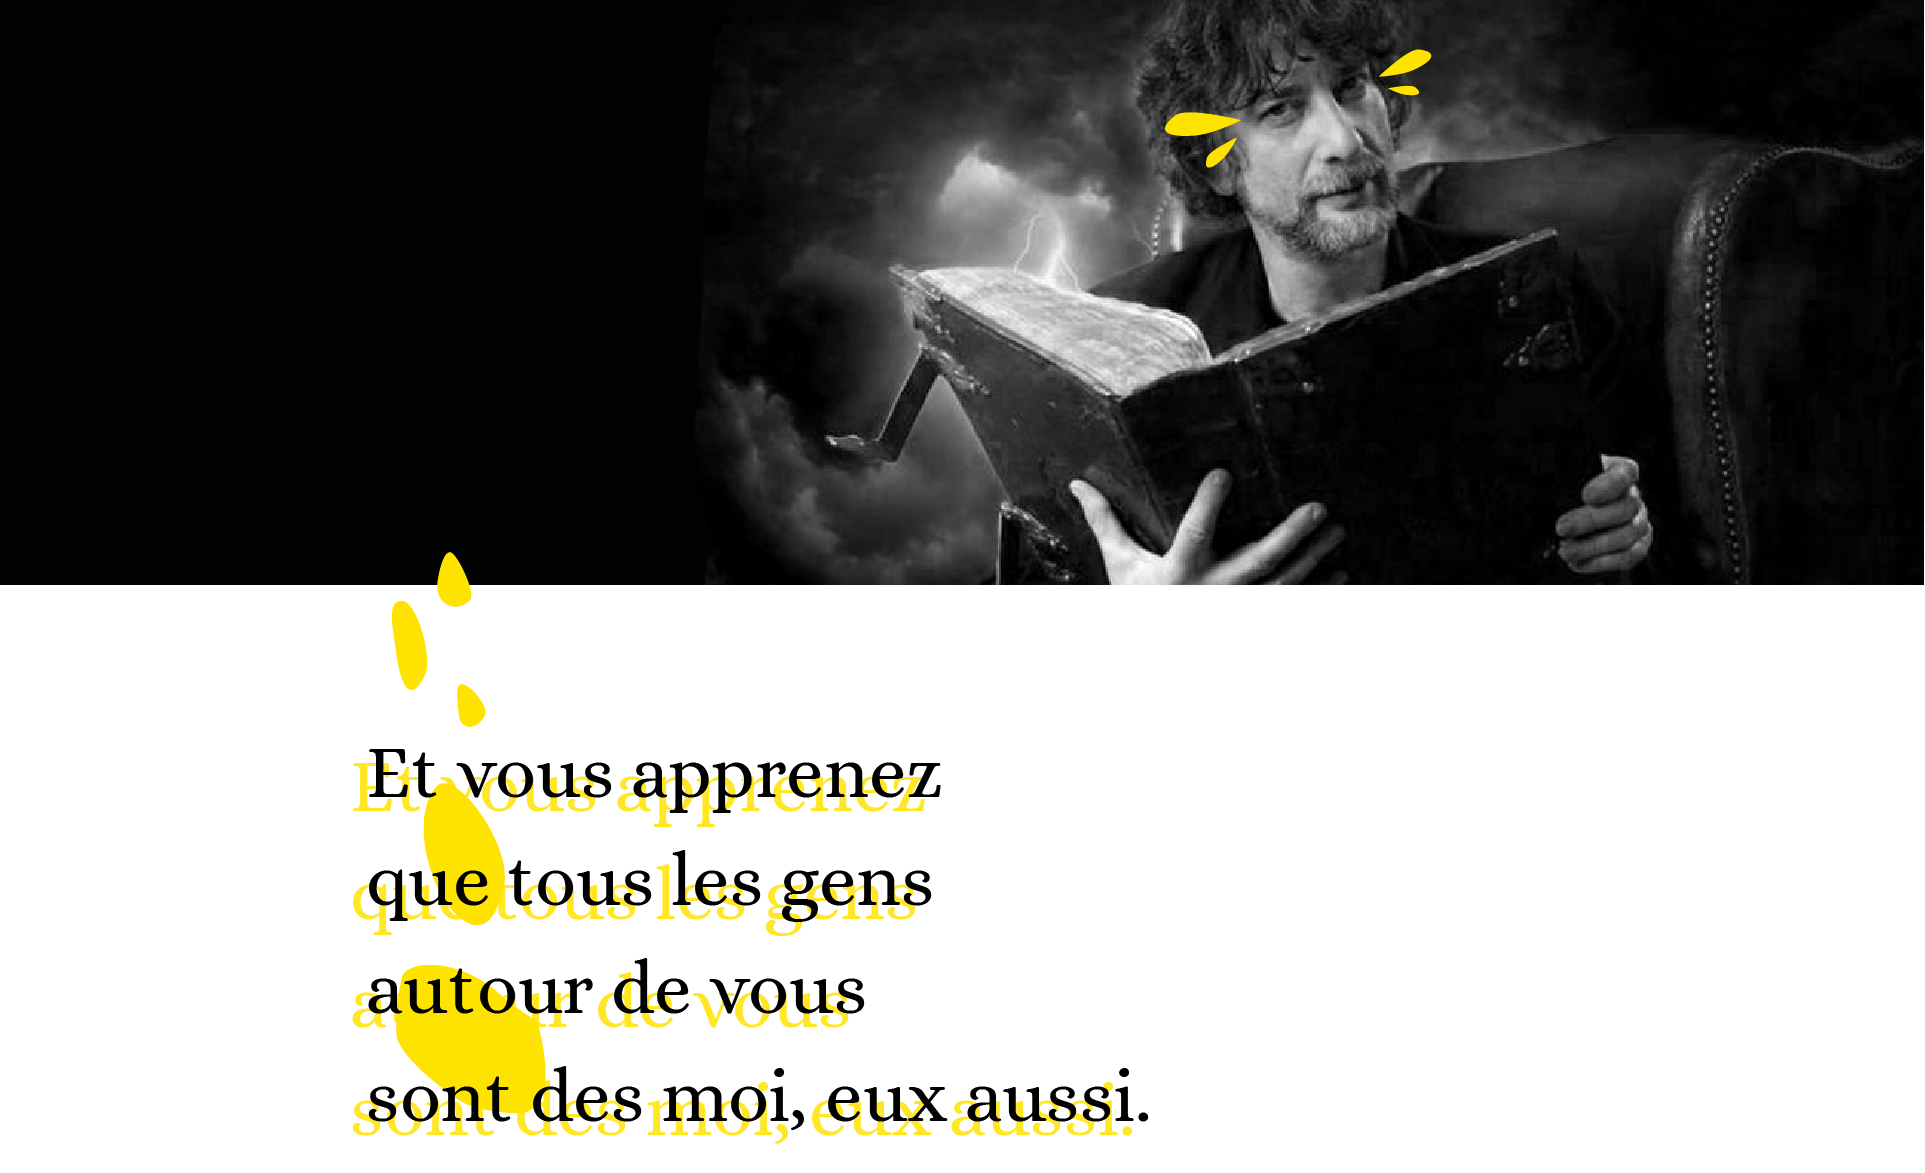 Et vous apprenez
que tous les gens
autour de vous
sont des moi, eux aussi.